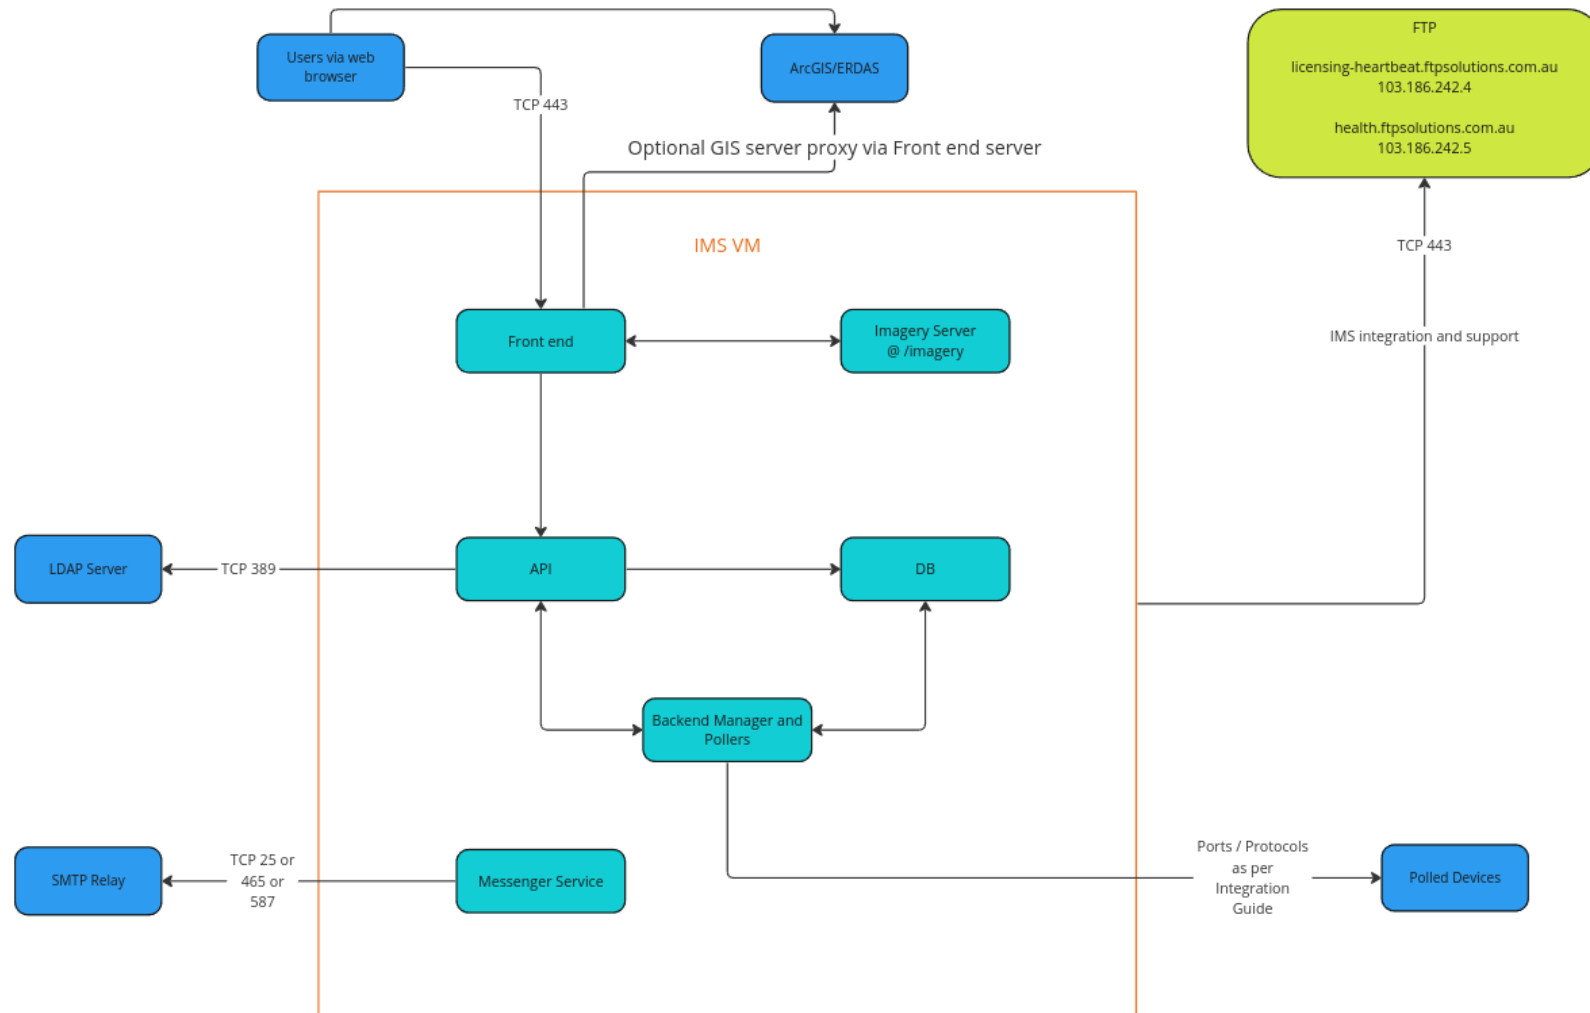 Users via web
browser
ArcGIS/ERDAS
FTP
licensing-heartbeat.ftpsolutions.com.au
103.186.242.4
health.ftpsolutions.com.au
103.186.242.5
TCP 443
Optional GIS server proxy via Front end server
IMS VM
TCP 443
Front end
Imagery Server
@ /imagery
IMS integration and support
LDAP Server
TCP 389
API
DB
Backend Manager and
Pollers
SMTP Relay
TCP 25 or
465 or
587
Messenger Service
Ports / Protocols
as per
Integration
Guide
Polled Devices